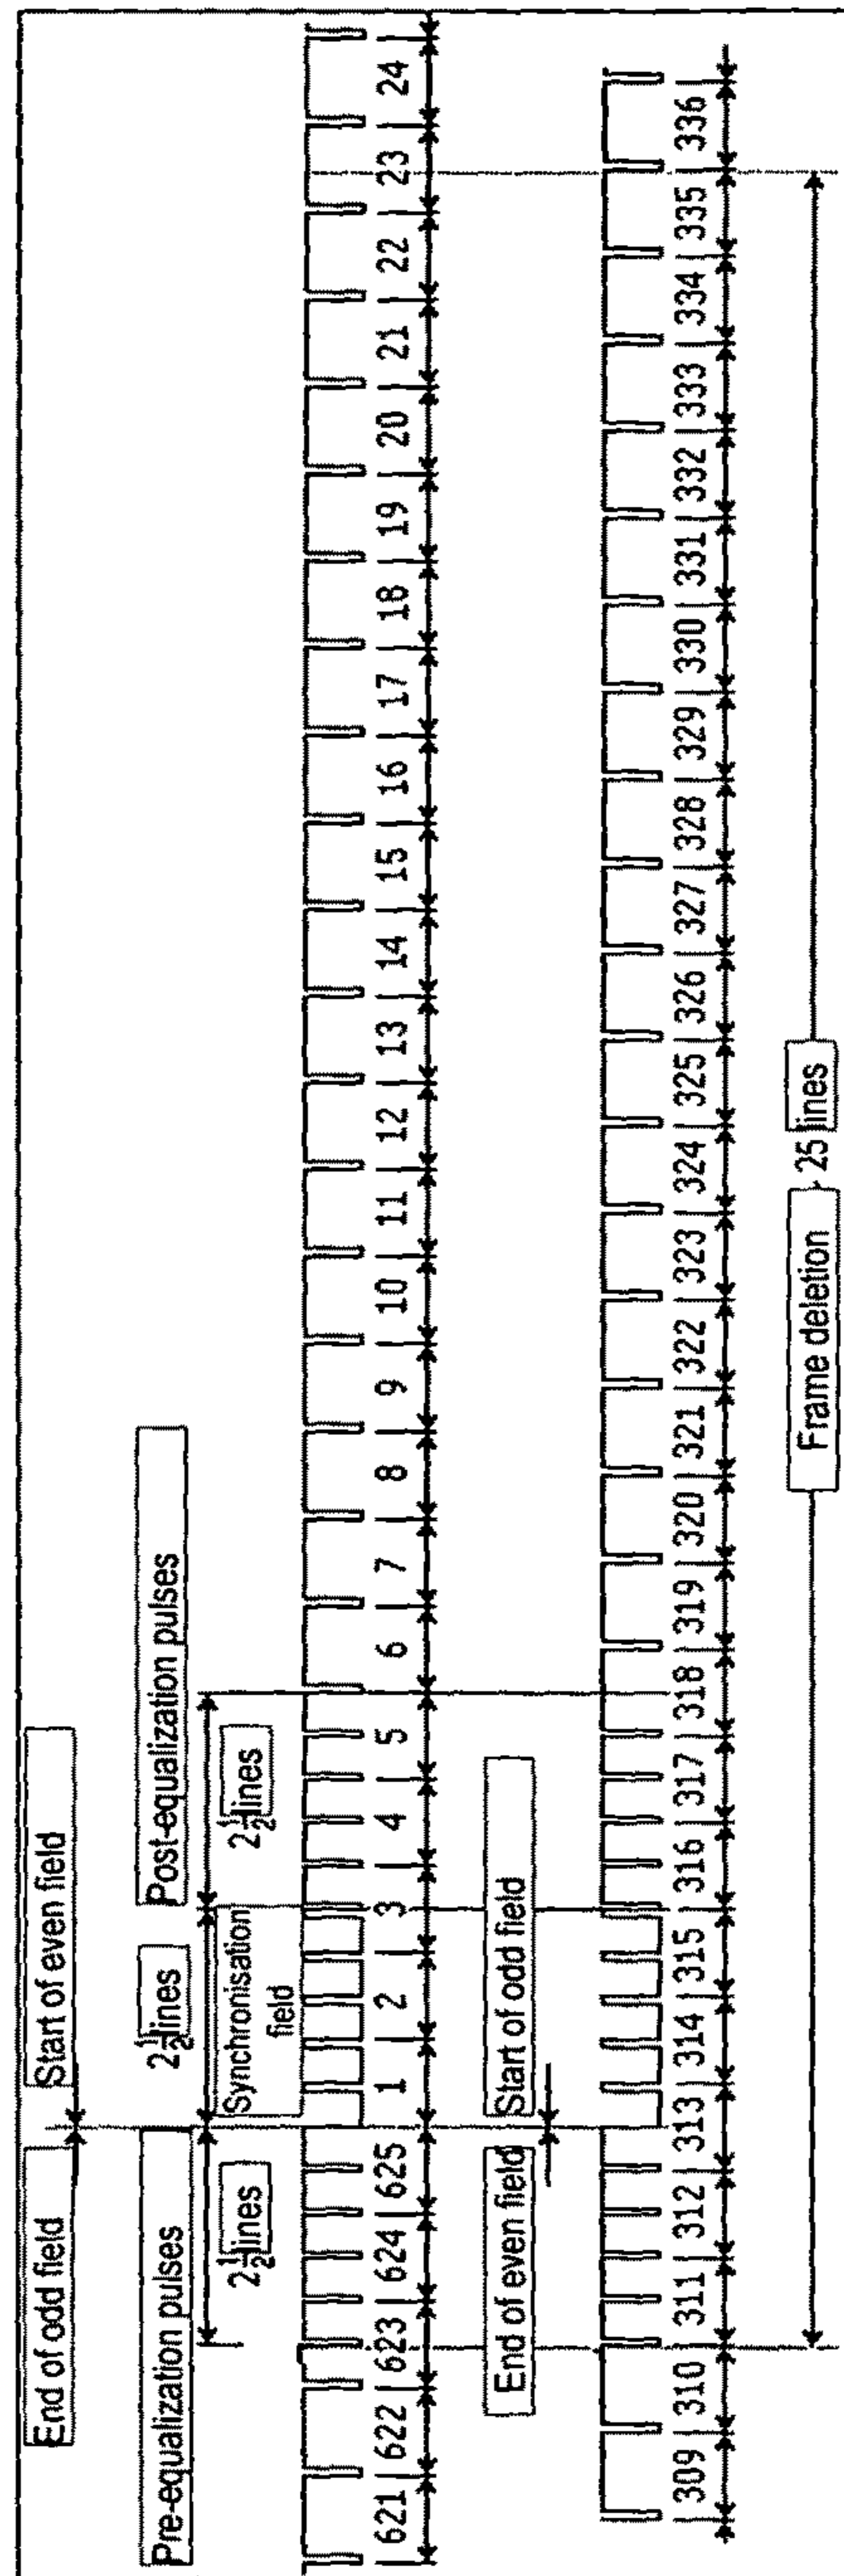 End of odd field
Start of even field
Pre-equalization pulses
2½ lines
Post-equalization pulses
2½ lines
Synchronisation
field
2½ lines
621 622 623 624 625 1 2 3 4 5 6 7 8 9 10 11 12 13 14 15 16 17 18 19 20 21 22 23 24
End of even field
Start of odd field
309 310 311 312 313 314 315 316 317 318 319 320 321 322 323 324 325 326 327 328 329 330 331 332 333 334 335 336
Frame deletion
25 lines